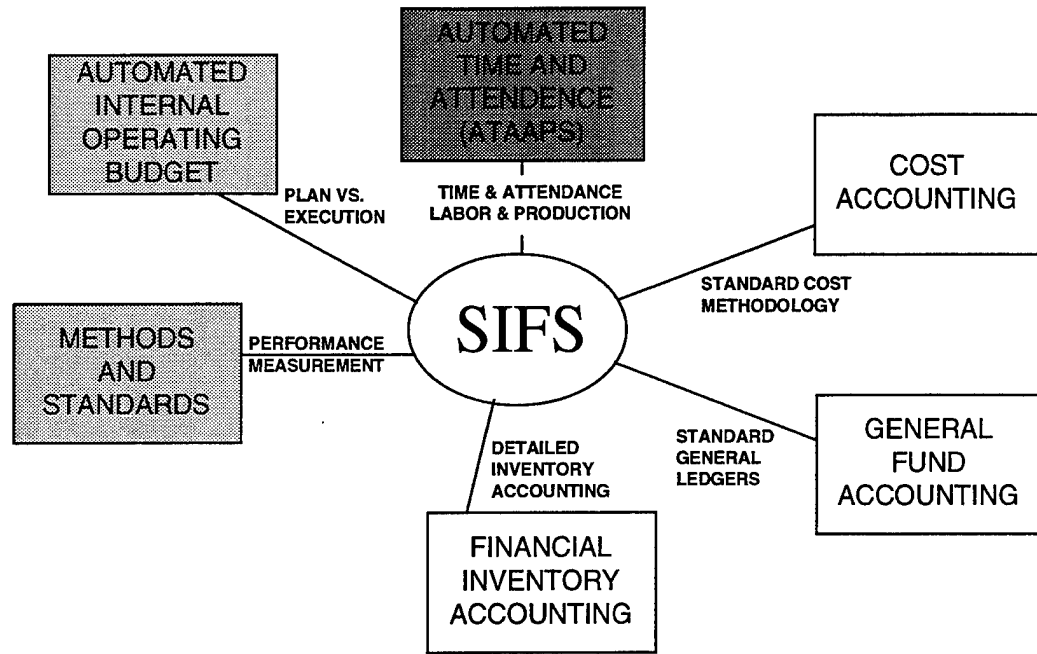 AUTOMATED
INTERNAL
OPERATING
BUDGET
AUTOMATED
TIME AND
ATTENDENCE
(ATAAPS)
COST
ACCOUNTING
PLAN VS.
EXECUTION
TIME & ATTENDANCE
LABOR & PRODUCTION
STANDARD COST
METHODOLOGY
SIFS
METHODS
AND
STANDARDS
PERFORMANCE
MEASUREMENT
DETAILED
INVENTORY
ACCOUNTING
STANDARD
GENERAL
LEDGERS
GENERAL
FUND
ACCOUNTING
FINANCIAL
INVENTORY
ACCOUNTING